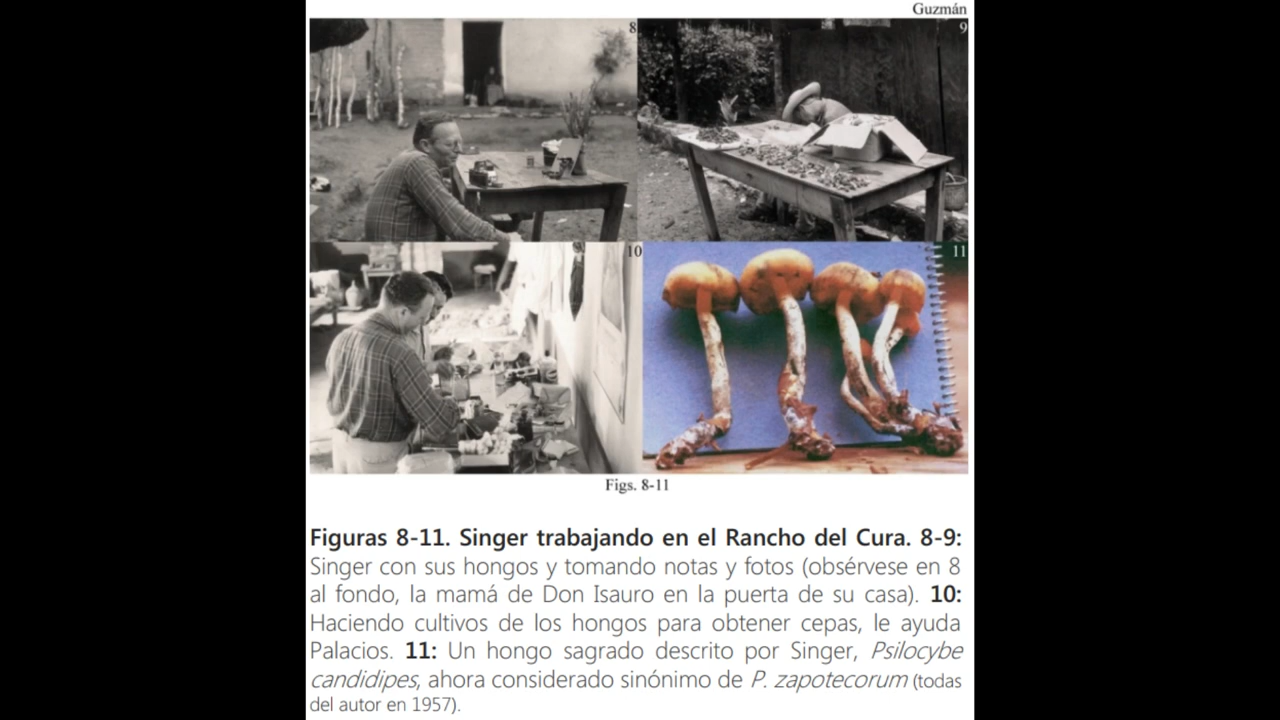 Guzmán
8
9
10
11
Figs. 8-11
Figuras 8-11. Singer trabajando en el Rancho del Cura. 8-9:
Singer con sus hongos y tomando notas y fotos (obsérvese en 8
al fondo, la mamá de Don Isauro en la puerta de su casa). 10:
Haciendo cultivos de los hongos para obtener cepas, le ayuda
Palacios. 11: Un hongo sagrado descrito por Singer, Psilocybe
candidipes, ahora considerado sinónimo de P. zapotecorum (todas
del autor en 1957).